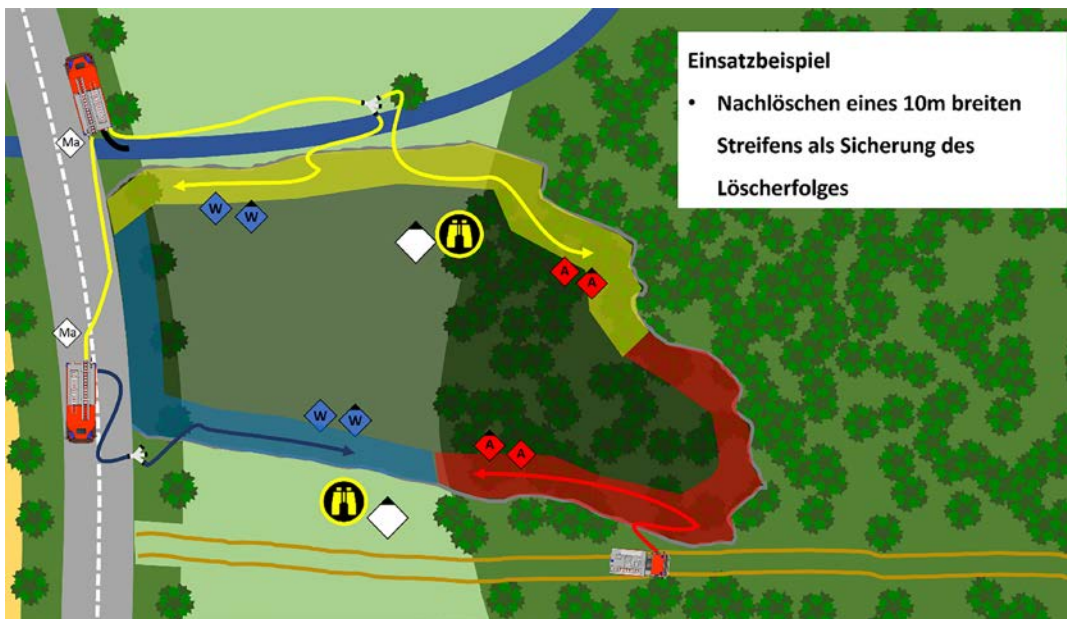 Einsatzbeispiel
• Nachlöschen eines 10m breiten
Streifens als Sicherung des
Löscherfolges
Ma
W
W
A
A
Ma
W
W
A
A